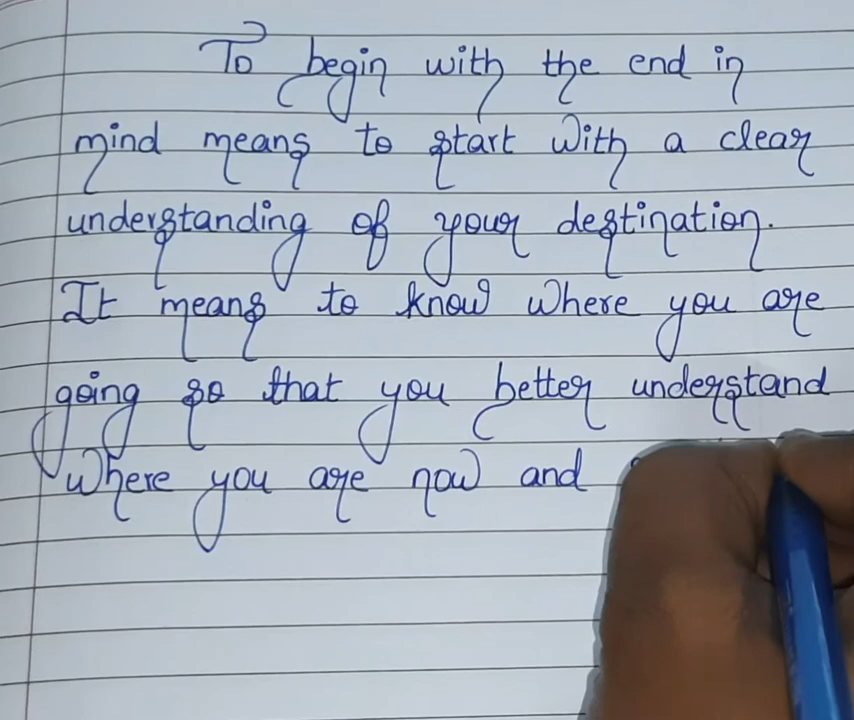 To begin with the end in
mind means to start with a clear
understanding of your destination.
It means to know where you are
going so that you better understand
where you are now and